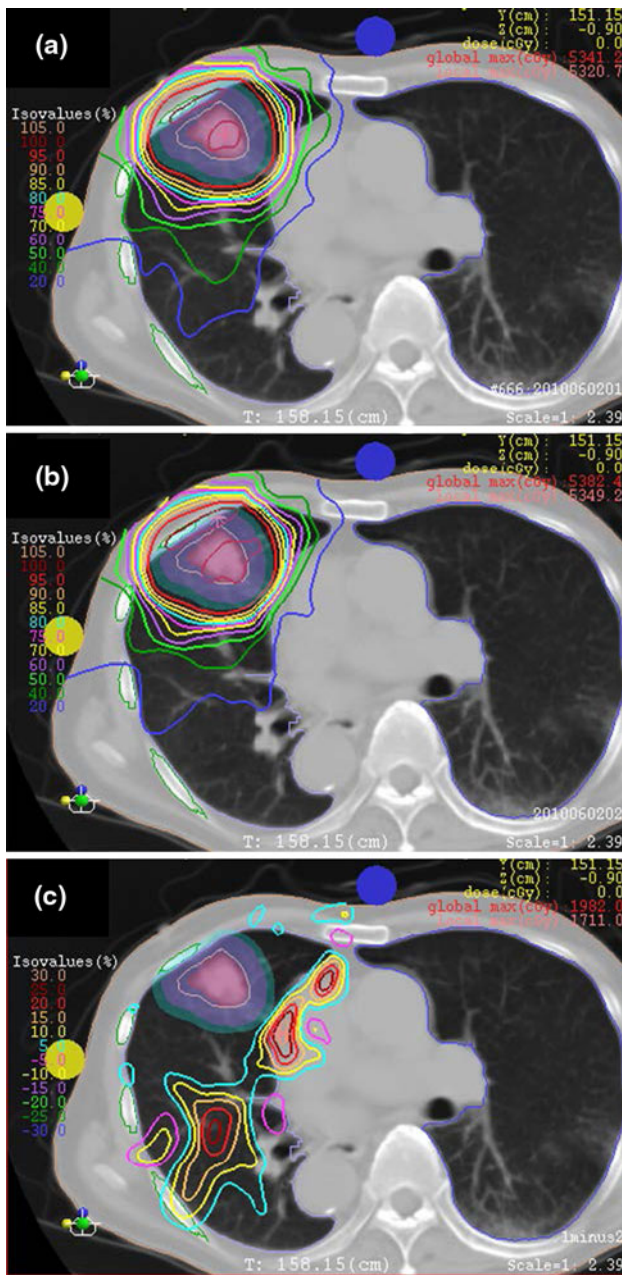 (a)
Y(cm): 151.15
Z(cm): -0.90
dose(cGy): 0.0
global max(cGy) 5341.2
max(cGy) 5320.7
Isovalues(%)
105.0
100.0
95.0
90.0
85.0
80.0
75.0
70.0
60.0
50.0
40.0
20.0
#666-2010060201
T: 158.15(cm)
Scale=1: 2.39
(b)
Y(cm): 151.15
Z(cm): -0.90
dose(cGy): 0.0
global max(cGy) 5382.4
max(cGy) 5349.2
Isovalues(%)
105.0
100.0
95.0
90.0
85.0
80.0
75.0
70.0
60.0
50.0
40.0
20.0
2010060202
T: 158.15(cm)
Scale=1: 2.39
(c)
Y(cm): 151.15
Z(cm): -0.90
dose(cGy): 0.0
global max(cGy) 1982.0
max(cGy) 1711.0
Isovalues(%)
30.0
25.0
20.0
15.0
10.0
5.0
-5.0
-10.0
-15.0
-20.0
-25.0
-30.0
1minus2
T: 158.15(cm)
Scale=1: 2.39